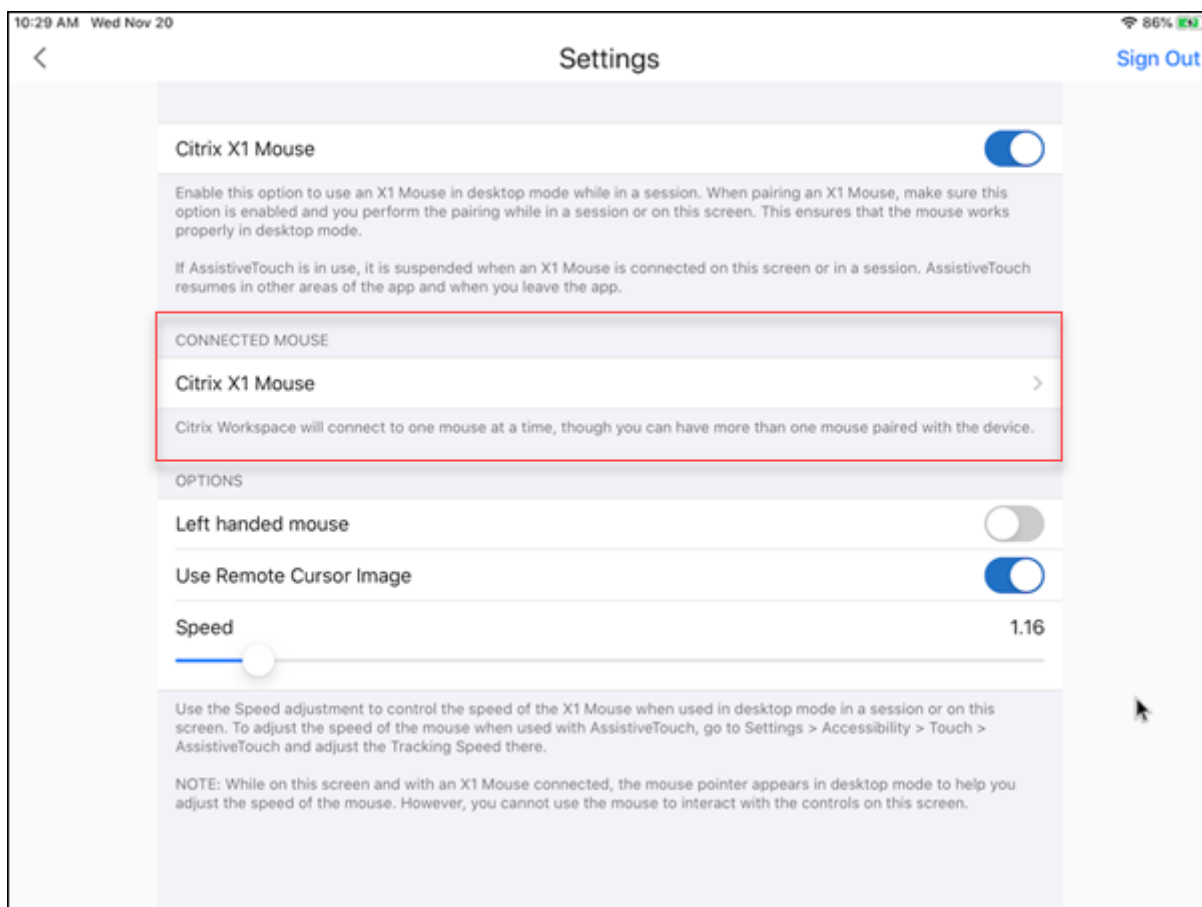 10:29 AM Wed Nov 20
86%
Settings
Sign Out
Citrix X1 Mouse
Enable this option to use an X1 Mouse in desktop mode while in a session. When pairing an X1 Mouse, make sure this
option is enabled and you perform the pairing while in a session or on this screen. This ensures that the mouse works
properly in desktop mode.
If AssistiveTouch is in use, it is suspended when an X1 Mouse is connected on this screen or in a session. AssistiveTouch
resumes in other areas of the app and when you leave the app.
CONNECTED MOUSE
Citrix X1 Mouse
Citrix Workspace will connect to one mouse at a time, though you can have more than one mouse paired with the device.
OPTIONS
Left handed mouse
Use Remote Cursor Image
Speed
1.16
Use the Speed adjustment to control the speed of the X1 Mouse when used in desktop mode in a session or on this
screen. To adjust the speed of the mouse when used with AssistiveTouch, go to Settings > Accessibility > Touch >
AssistiveTouch and adjust the Tracking Speed there.
NOTE: While on this screen and with an X1 Mouse connected, the mouse pointer appears in desktop mode to help you
adjust the speed of the mouse. However, you cannot use the mouse to interact with the controls on this screen.